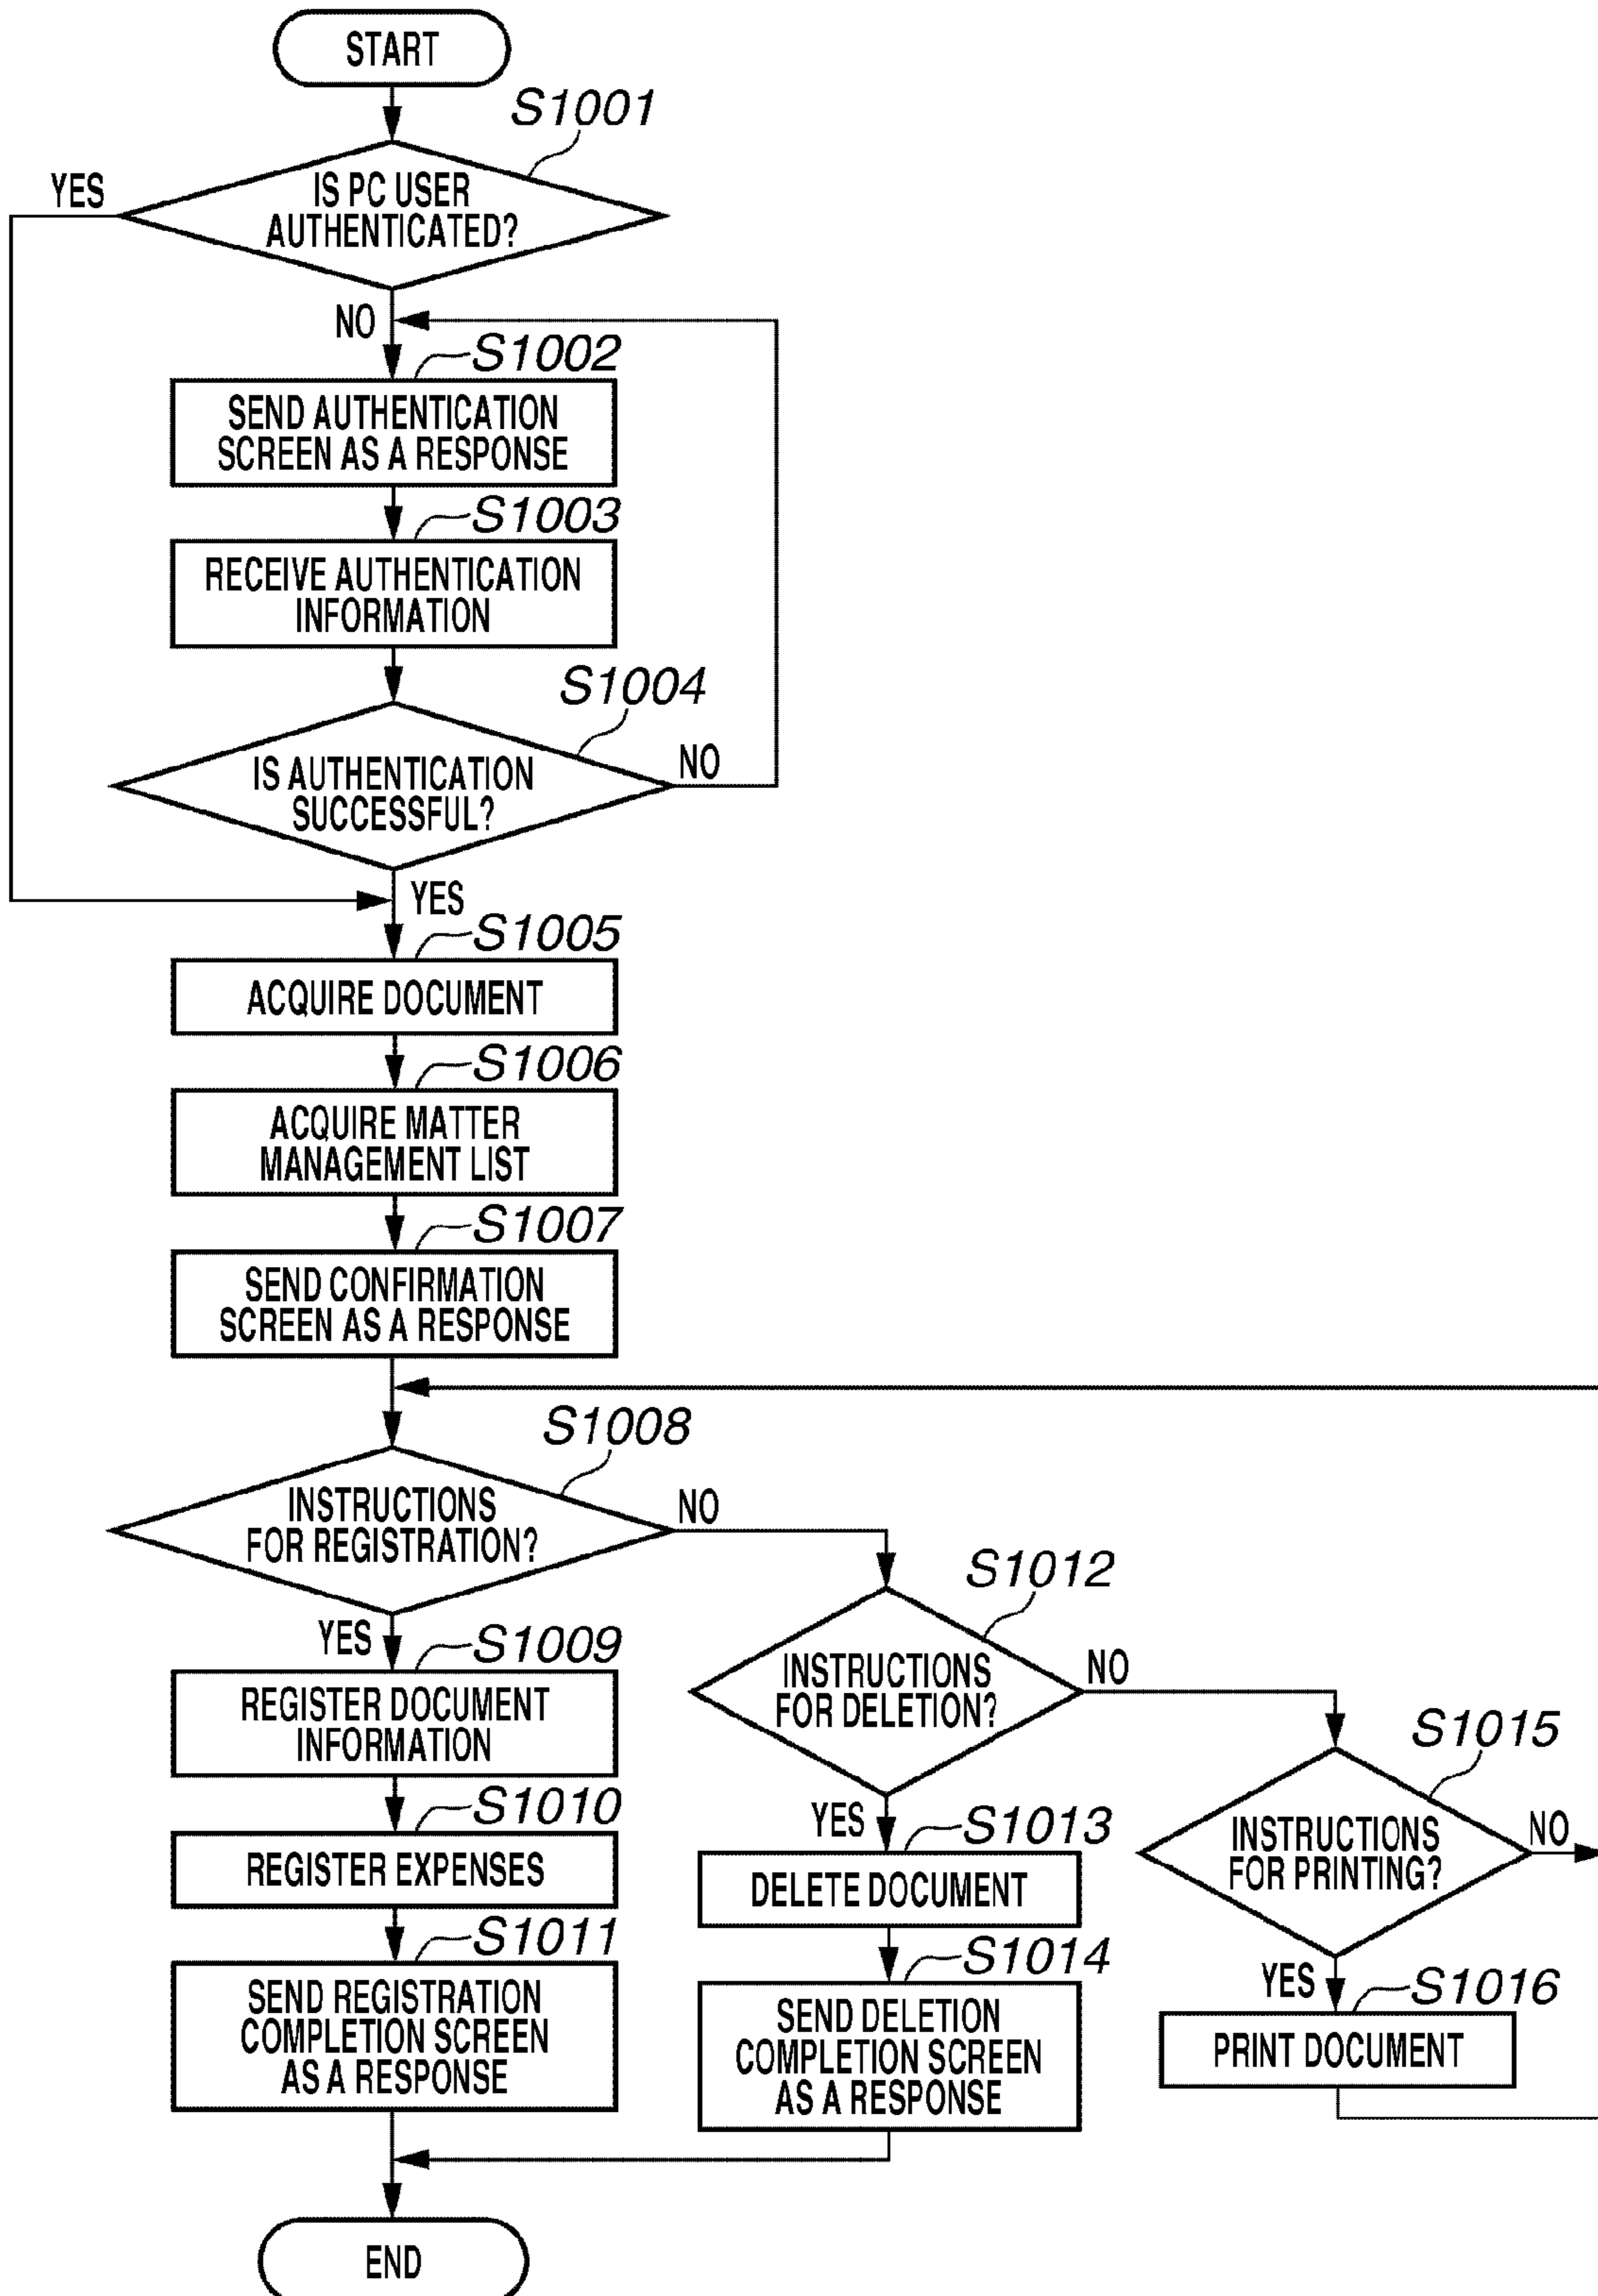 START
S1001
YES
IS PC USER
AUTHENTICATED?
NO
S1002
SEND AUTHENTICATION
SCREEN AS A RESPONSE
S1003
RECEIVE AUTHENTICATION
INFORMATION
S1004
IS AUTHENTICATION
SUCCESSFUL?
NO
YES
S1005
ACQUIRE DOCUMENT
S1006
ACQUIRE MATTER
MANAGEMENT LIST
S1007
SEND CONFIRMATION
SCREEN AS A RESPONSE
S1008
INSTRUCTIONS
FOR REGISTRATION?
NO
YES
S1009
REGISTER DOCUMENT
INFORMATION
S1010
REGISTER EXPENSES
S1011
SEND REGISTRATION
COMPLETION SCREEN
AS A RESPONSE
S1012
INSTRUCTIONS
FOR DELETION?
NO
YES
S1013
DELETE DOCUMENT
S1014
SEND DELETION
COMPLETION SCREEN
AS A RESPONSE
S1015
INSTRUCTIONS
FOR PRINTING?
NO
YES
S1016
PRINT DOCUMENT
END